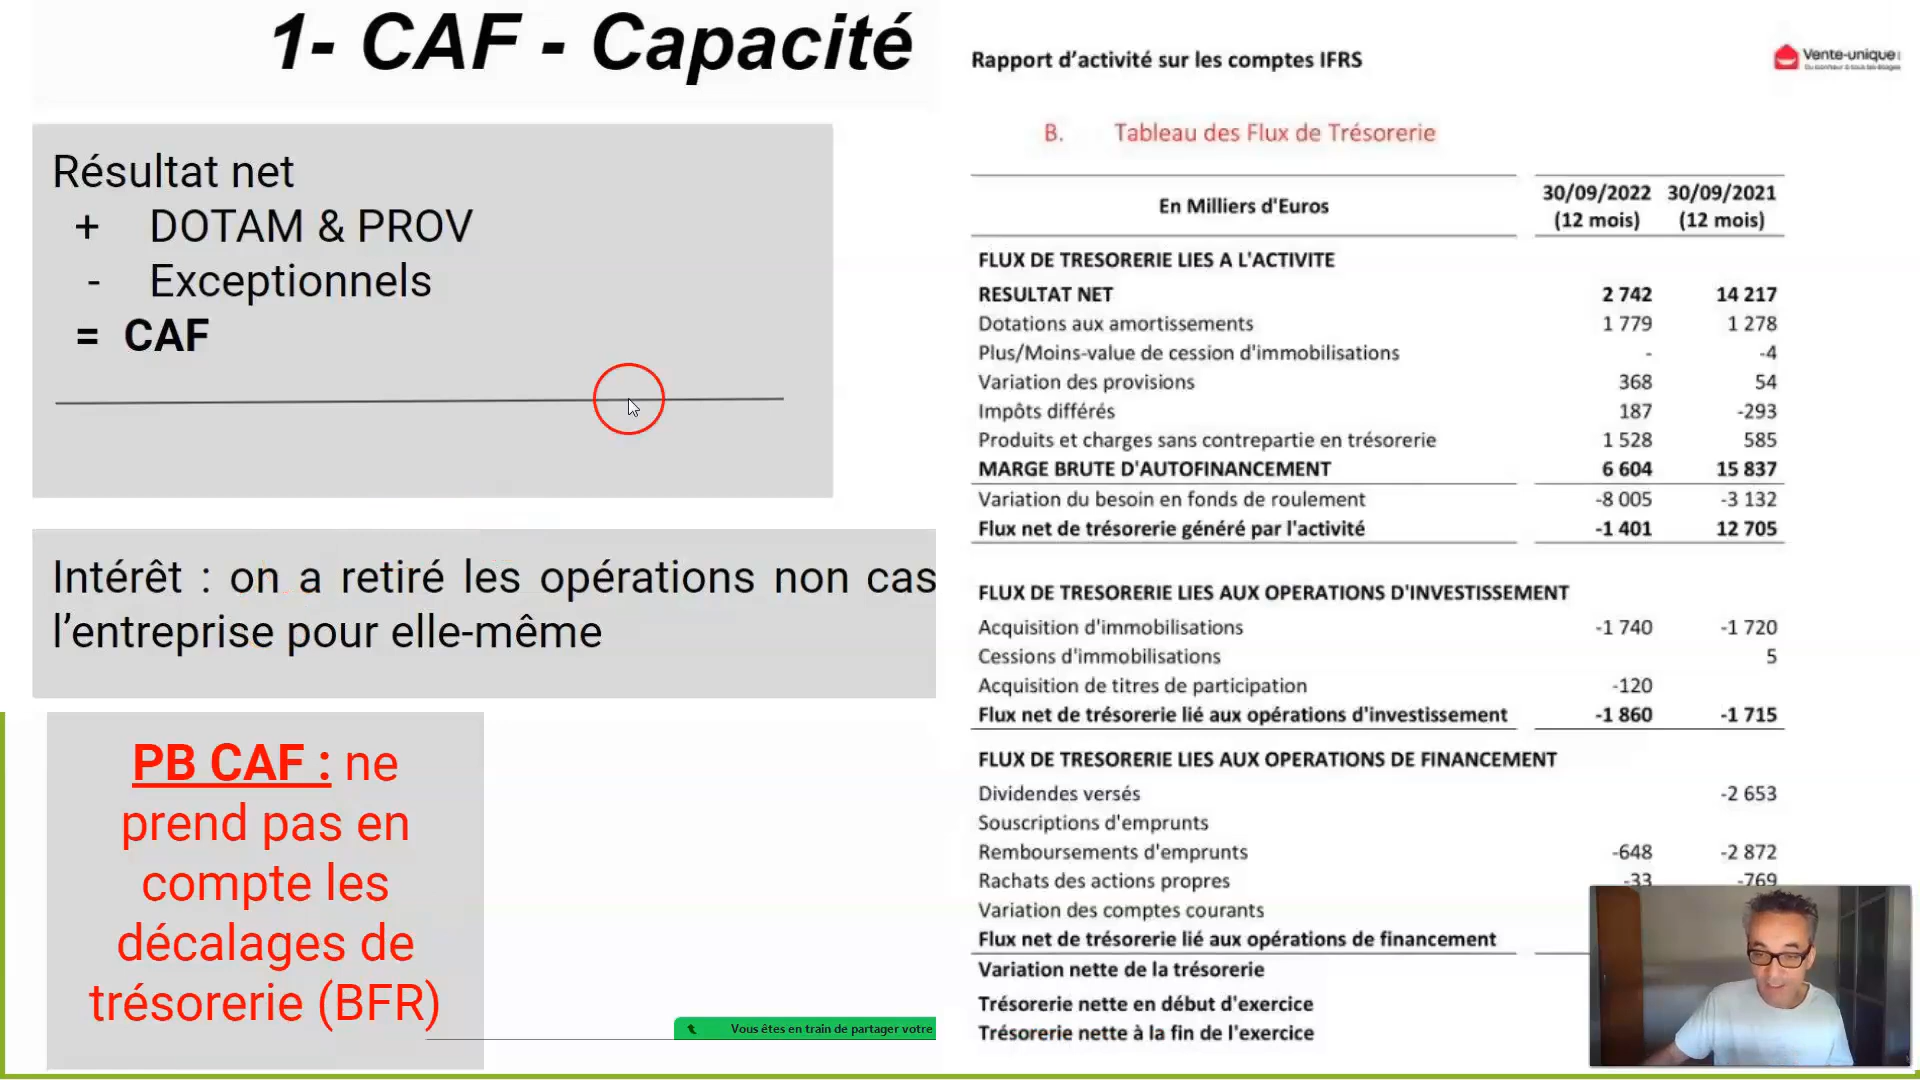 1- CAF - Capacité
Résultat net
+ DOTAM & PROV
- Exceptionnels
= CAF
Intérêt : on a retiré les opérations non cas
l’entreprise pour elle-même
PB CAF : ne
prend pas en
compte les
décalages de
trésorerie (BFR)
Vous êtes en train de partager votre
Rapport d’activité sur les comptes IFRS
Vente-unique
B. Tableau des Flux de Trésorerie
En Milliers d'Euros 30/09/2022 (12 mois) 30/09/2021 (12 mois)
FLUX DE TRESORERIE LIES A L'ACTIVITE
RESULTAT NET 2 742 14 217
Dotations aux amortissements 1 779 1 278
Plus/Moins-value de cession d'immobilisations - -4
Variation des provisions 368 54
Impôts différés 187 -293
Produits et charges sans contrepartie en trésorerie 1 528 585
MARGE BRUTE D'AUTOFINANCEMENT 6 604 15 837
Variation du besoin en fonds de roulement -8 005 -3 132
Flux net de trésorerie généré par l'activité -1 401 12 705
FLUX DE TRESORERIE LIES AUX OPERATIONS D'INVESTISSEMENT
Acquisition d'immobilisations -1 740 -1 720
Cessions d'immobilisations 5
Acquisition de titres de participation -120
Flux net de trésorerie lié aux opérations d'investissement -1 860 -1 715
FLUX DE TRESORERIE LIES AUX OPERATIONS DE FINANCEMENT
Dividendes versés -2 653
Souscriptions d'emprunts
Remboursements d'emprunts -648 -2 872
Rachats des actions propres -33 -769
Variation des comptes courants
Flux net de trésorerie lié aux opérations de financement
Variation nette de la trésorerie
Trésorerie nette en début d'exercice
Trésorerie nette à la fin de l'exercice